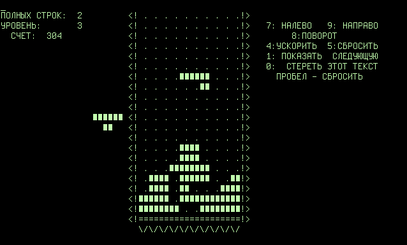 ПОЛНЫХ СТРОК: 2
УРОВЕНЬ: 3
СЧЕТ: 304
7: НАЛЕВО 9: НАПРАВО
8:ПОВОРОТ
4:УСКОРИТЬ 5:СБРОСИТЬ
1: ПОКАЗАТЬ СЛЕДУЮЩУЮ
0: СТЕРЕТЬ ЭТОТ ТЕКСТ
ПРОБЕЛ - СБРОСИТЬ